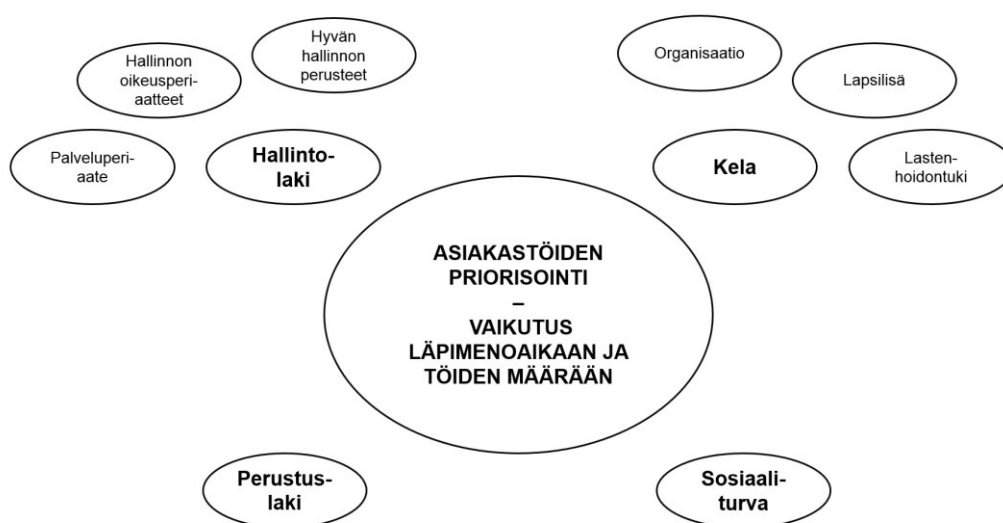 Hyvän
hallinnon
perusteet
Hallinnon
oikeusperi-
aatteet
Palveluperi-
aate
Hallinto-
laki
Organisaatio
Lapsilisä
Kela
Lasten-
hoidontuki
ASIAKASTÖIDEN
PRIORISOINTI
–
VAIKUTUS
LÄPIMENOAIKAAN JA
TÖIDEN MÄÄRÄÄN
Perustus-
laki
Sosiaali-
turva